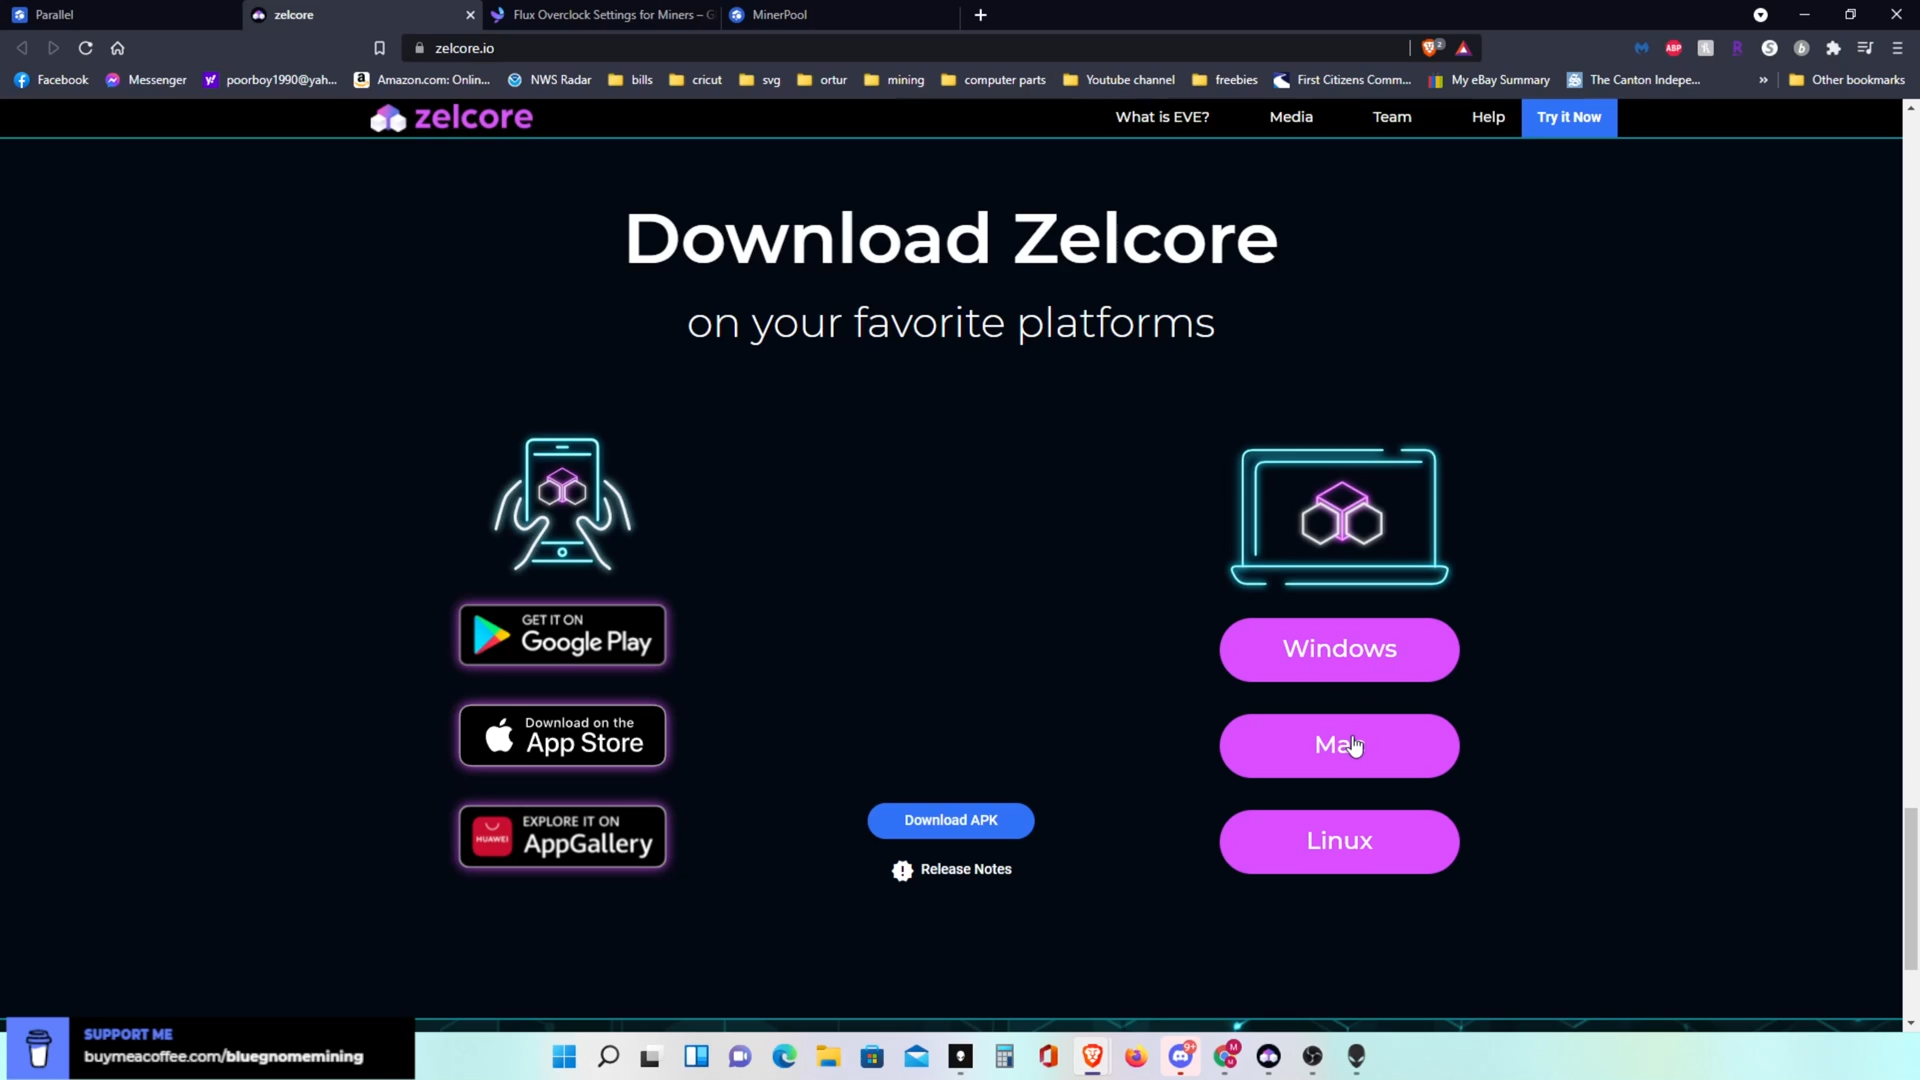 Parallel
zelcore
Flux Overclock Settings for Miners – G
MinerPool
zelcore.io
2
Facebook
Messenger
poorboy1990@yah...
Amazon.com: Onlin...
NWS Radar
bills
cricut
svg
ortur
mining
computer parts
Youtube channel
freebies
First Citizens Comm...
My eBay Summary
The Canton Indepe...
Other bookmarks
zelcore
What is EVE?
Media
Team
Help
Try it Now
Download Zelcore
on your favorite platforms
GET IT ON
Google Play
Download on the
App Store
HUAWEI
EXPLORE IT ON
AppGallery
Download APK
Release Notes
Windows
Linux
SUPPORT ME
buymeacoffee.com/bluegnomemining
9+